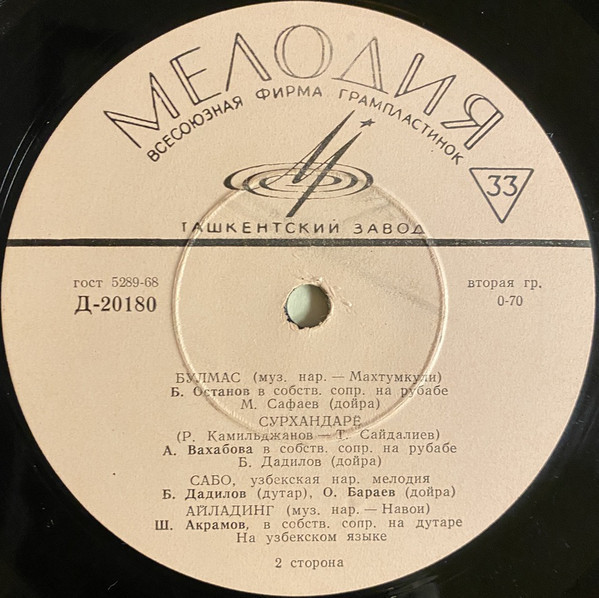 МЕЛОДИЯ
ВСЕСОЮЗНАЯ ФИРМА ГРАМПЛАСТИНОК
33
ТАШКЕНТСКИЙ ЗАВОД
гост 5289-68
Д-20180
вторая гр.
0-70
БУЛМАС (муз. нар. — Махтумкули)
Б. Останов в собств. сопр. на рубабе
М. Сафаев (дойра)
СУРХАНДАРЕ
(Р. Камильджанов — Т. Сайдалиев)
А. Вахабова в собств. сопр. на рубабе
Б. Дадилов (дойра)
САБО, узбекская нар. мелодия
Б. Дадилов (дутар), О. Бараев (дойра)
АЙЛАДИНГ (муз. нар. — Навои)
Ш. Акрамов, в собств. сопр. на дутаре
На узбекском языке
2 сторона